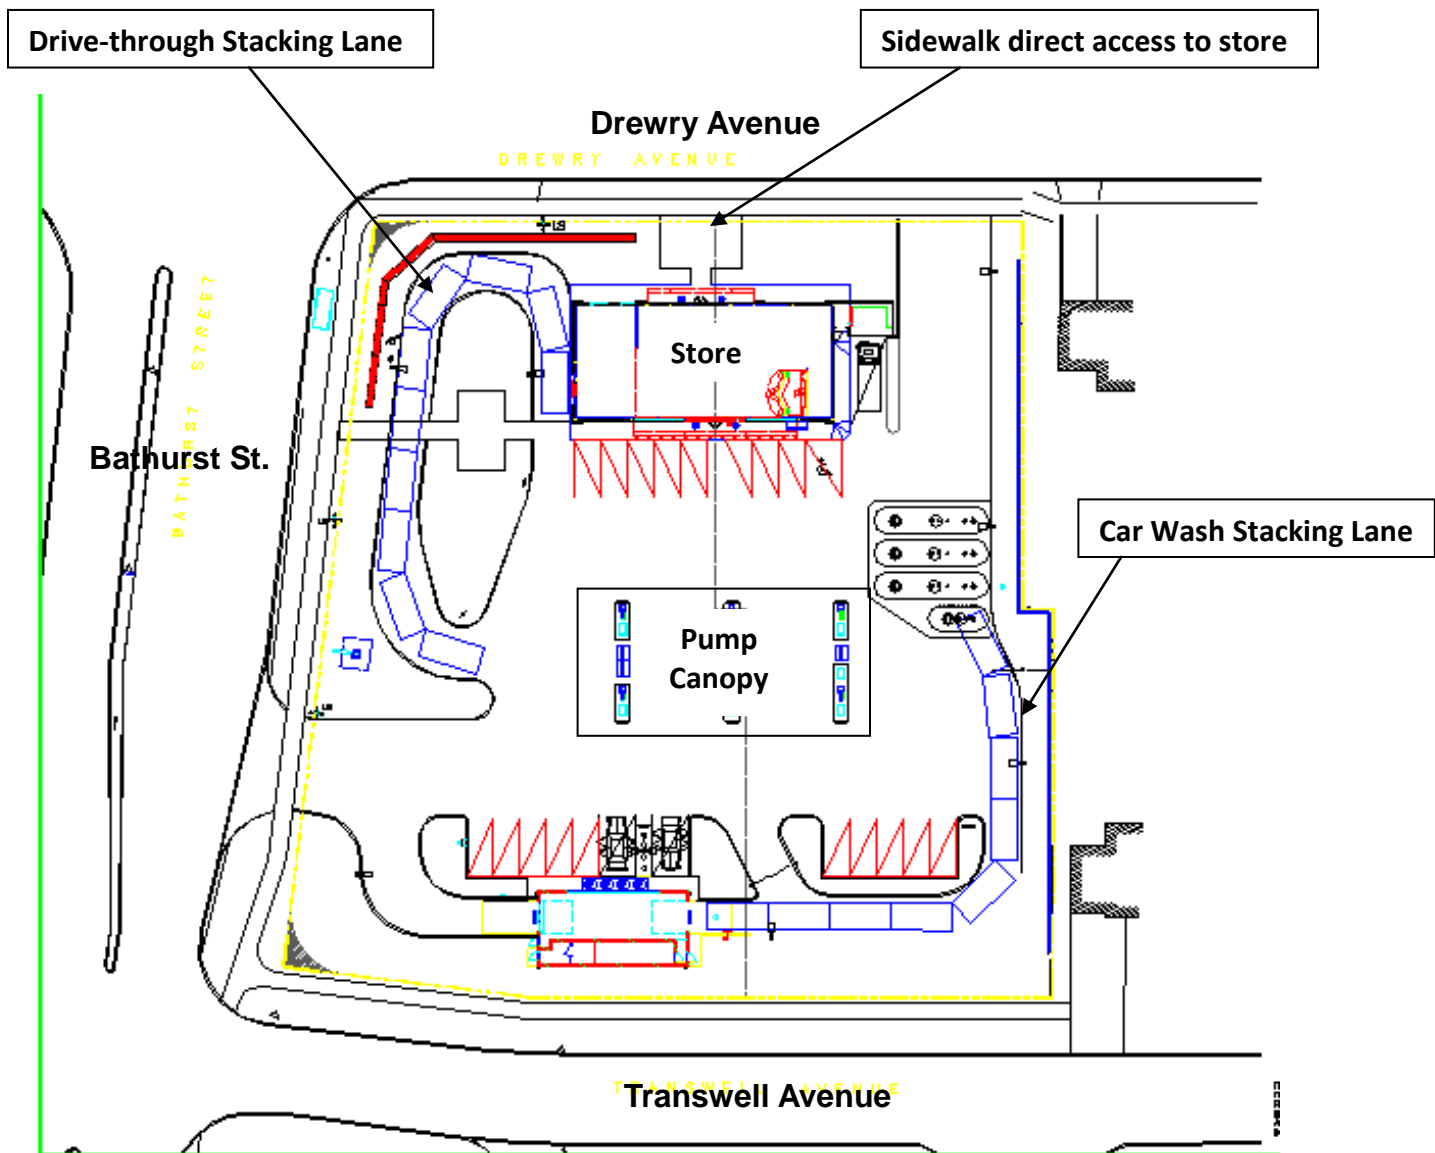 Drive-through Stacking Lane
Sidewalk direct access to store
Drewry Avenue
DREWRY AVENUE
Store
BATHURST STREET
Bathurst St.
Car Wash Stacking Lane
Pump
Canopy
Transwell Avenue